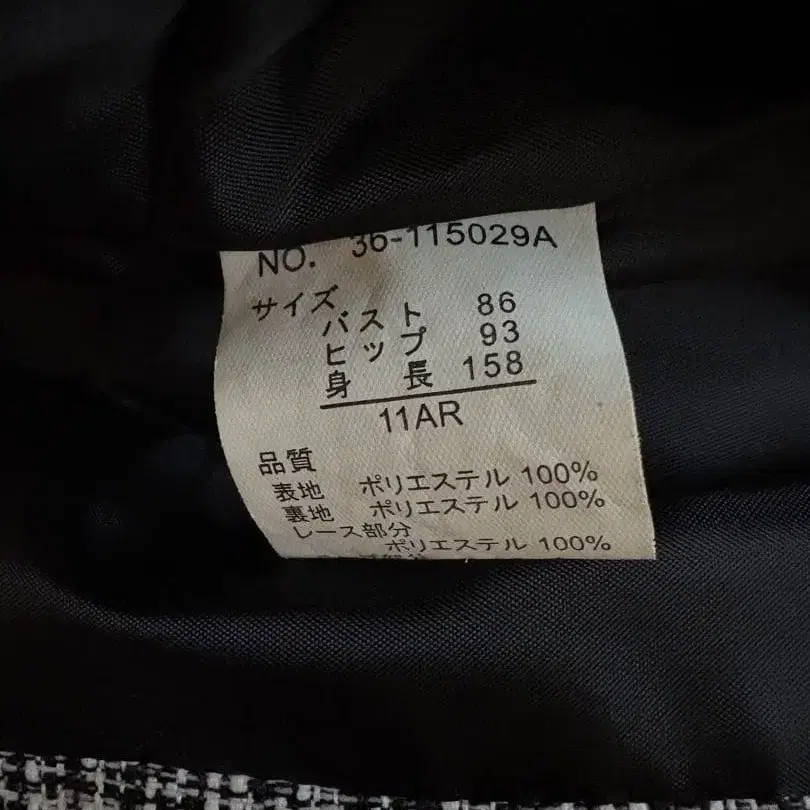 NO. 36-115029A
サイズ
バスト 86
ヒップ 93
身長 158
11AR
品質
表地 ポリエステル 100%
裏地 ポリエステル 100%
レース部分
ポリエステル 100%